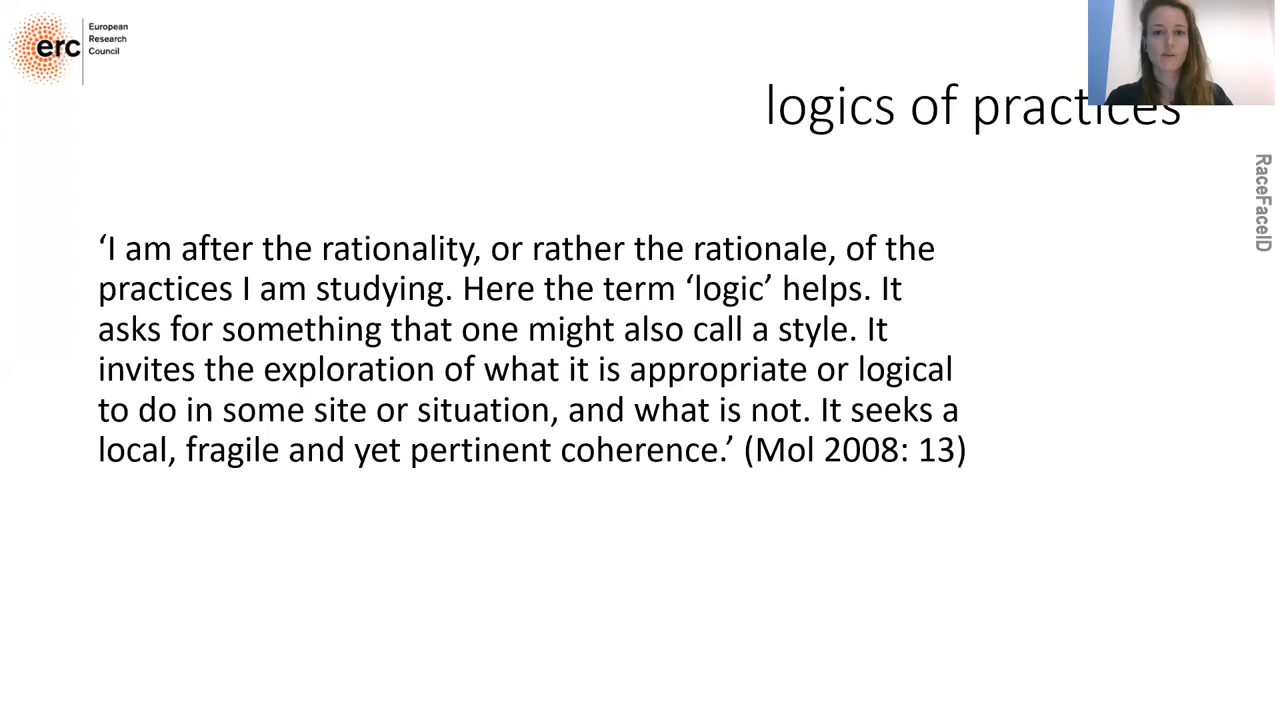 erc
European
Research
Council
logics of practices
RaceFaceID
‘I am after the rationality, or rather the rationale, of the
practices I am studying. Here the term ‘logic’ helps. It
asks for something that one might also call a style. It
invites the exploration of what it is appropriate or logical
to do in some site or situation, and what is not. It seeks a
local, fragile and yet pertinent coherence.’ (Mol 2008: 13)